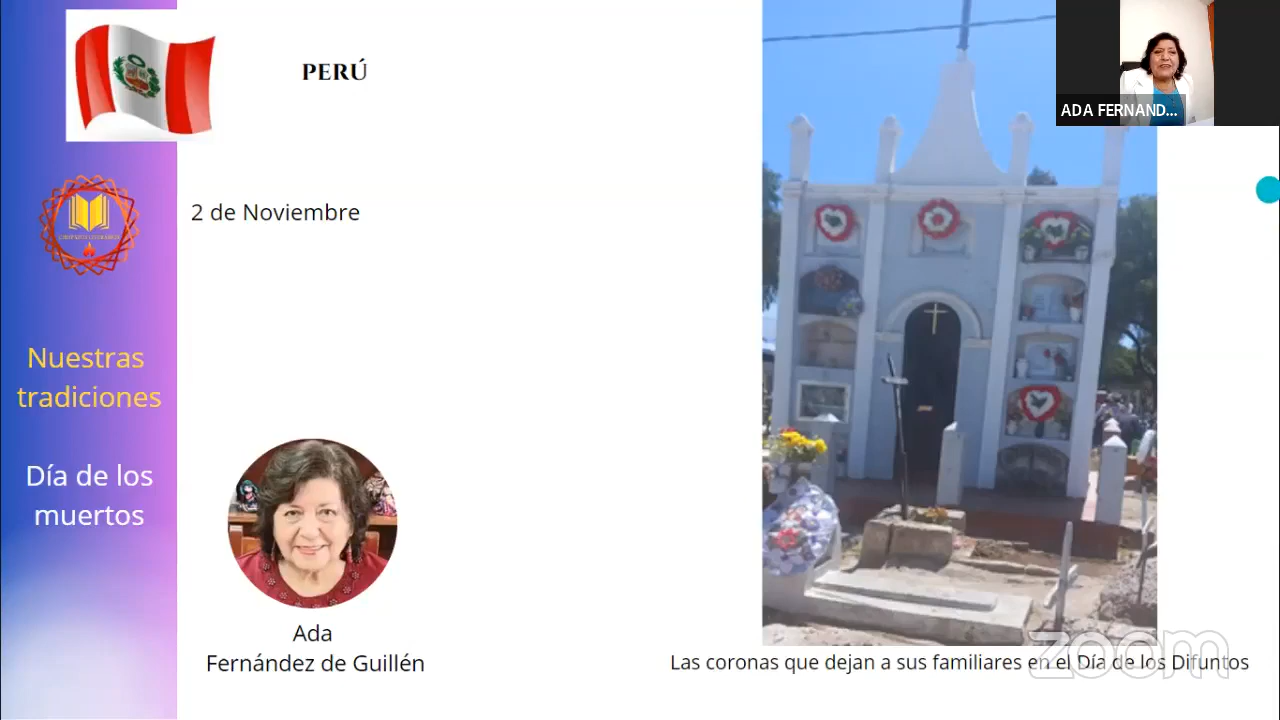 PERÚ
ADA FERNAND...
2 de Noviembre
Nuestras
tradiciones
Día de los
muertos
Ada
Fernández de Guillén
Las coronas que dejan a sus familiares en el Día de los Difuntos
zoom